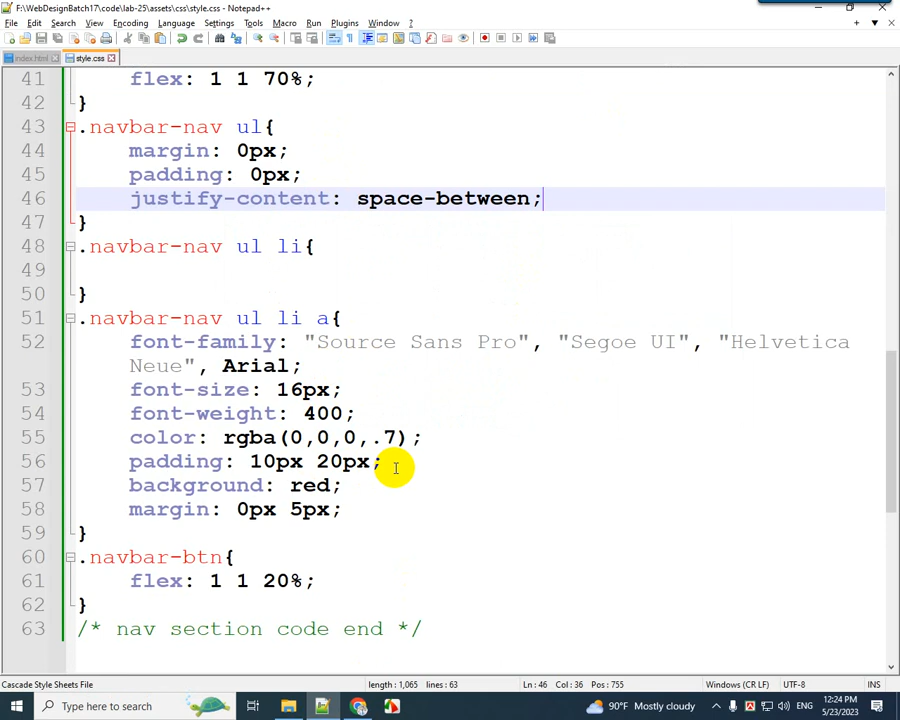 F:\WebDesignBatch17\code\lab-25\assets\css\style.css - Notepad++
File Edit Search View Encoding Language Settings Tools Macro Run Plugins Window ?
index.html style.css
41 flex: 1 1 70%;
42 }
43 .navbar-nav ul{
44 margin: 0px;
45 padding: 0px;
46 justify-content: space-between;
47 }
48 .navbar-nav ul li{
49
50 }
51 .navbar-nav ul li a{
52 font-family: "Source Sans Pro", "Segoe UI", "Helvetica
Neue", Arial;
53 font-size: 16px;
54 font-weight: 400;
55 color: rgba(0,0,0,.7);
56 padding: 10px 20px;
57 background: red;
58 margin: 0px 5px;
59 }
60 .navbar-btn{
61 flex: 1 1 20%;
62 }
63 /* nav section code end */
Cascade Style Sheets File length : 1,065 lines : 63 Ln : 46 Col : 36 Pos : 755 Windows (CR LF) UTF-8 INS
Type here to search 90°F Mostly cloudy 12:24 PM
5/23/2023